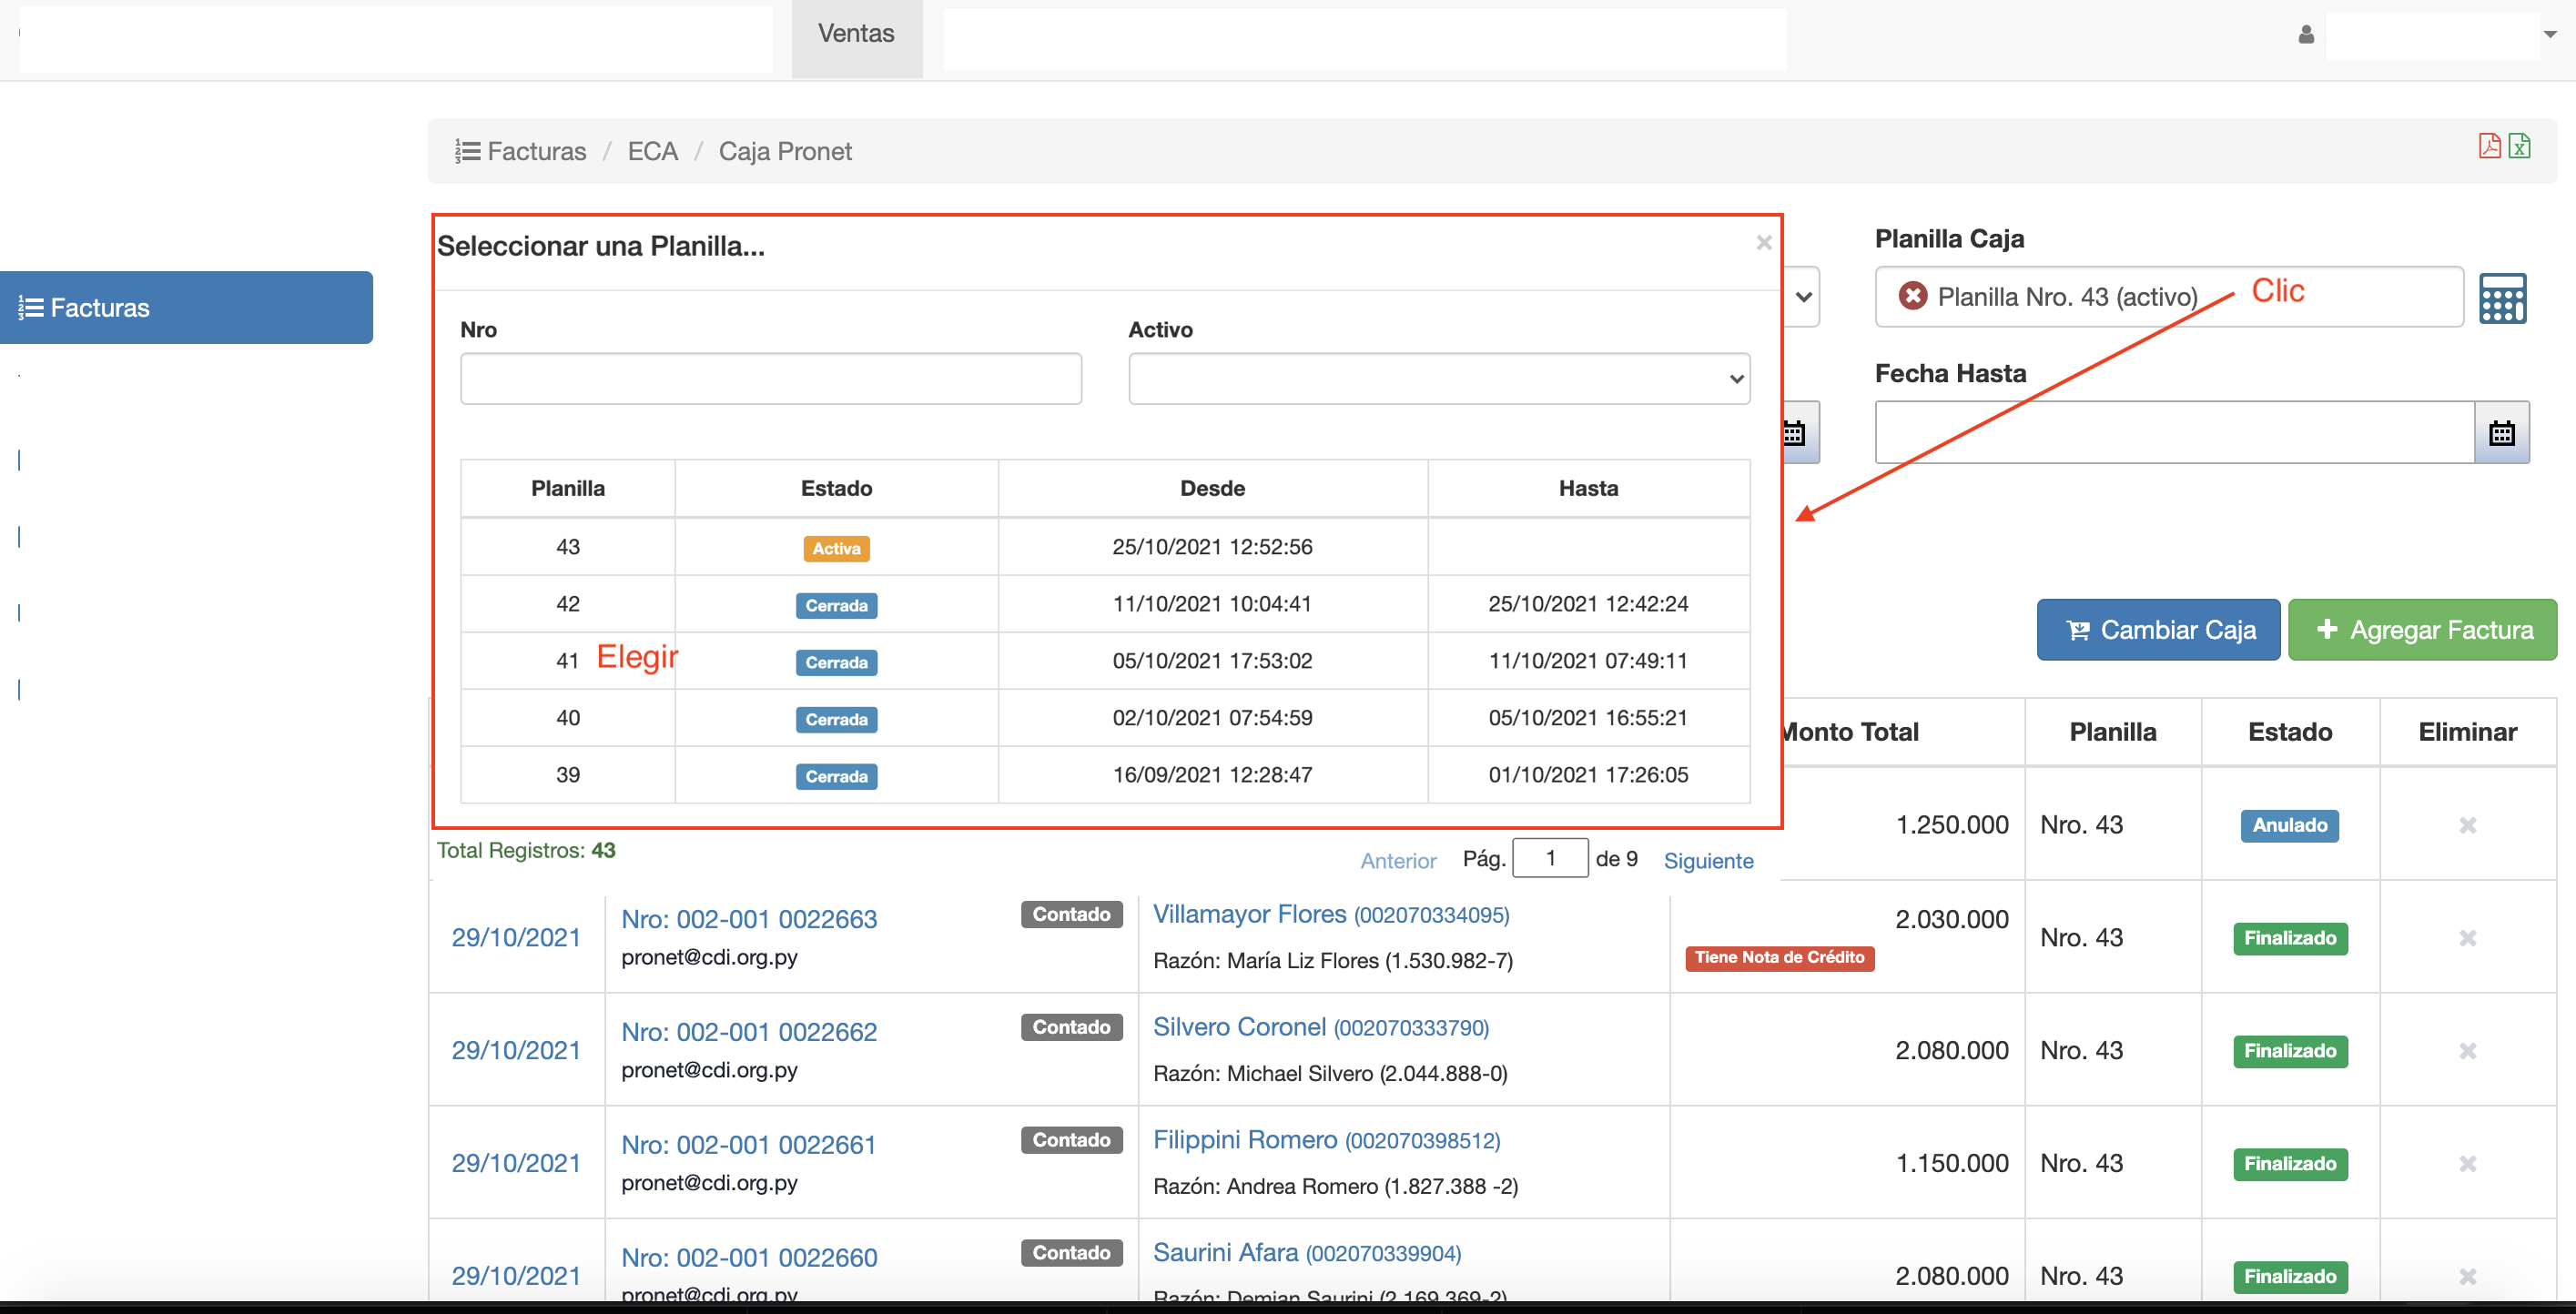 Ventas
Facturas / ECA / Caja Pronet
Facturas
Seleccionar una Planilla...
×
Nro
Activo
Planilla Estado Desde Hasta
43 Activa 25/10/2021 12:52:56
42 Cerrada 11/10/2021 10:04:41 25/10/2021 12:42:24
41 Elegir Cerrada 05/10/2021 17:53:02 11/10/2021 07:49:11
40 Cerrada 02/10/2021 07:54:59 05/10/2021 16:55:21
39 Cerrada 16/09/2021 12:28:47 01/10/2021 17:26:05
Total Registros: 43
Anterior Pág. 1 de 9 Siguiente
Planilla Caja
Planilla Nro. 43 (activo)
Clic
Fecha Hasta
Cambiar Caja
Agregar Factura
Monto Total Planilla Estado Eliminar
1.250.000 Nro. 43 Anulado
29/10/2021 Nro: 002-001 0022663 Contado Villamayor Flores (002070334095) 2.030.000 Nro. 43 Finalizado
pronet@cdi.org.py Razón: María Liz Flores (1.530.982-7) Tiene Nota de Crédito
29/10/2021 Nro: 002-001 0022662 Contado Silvero Coronel (002070333790) 2.080.000 Nro. 43 Finalizado
pronet@cdi.org.py Razón: Michael Silvero (2.044.888-0)
29/10/2021 Nro: 002-001 0022661 Contado Filippini Romero (002070398512) 1.150.000 Nro. 43 Finalizado
pronet@cdi.org.py Razón: Andrea Romero (1.827.388 -2)
29/10/2021 Nro: 002-001 0022660 Contado Saurini Afara (002070339904) 2.080.000 Nro. 43 Finalizado
pronet@cdi.org.py Razón: Demian Saurini (2.169.369-2)